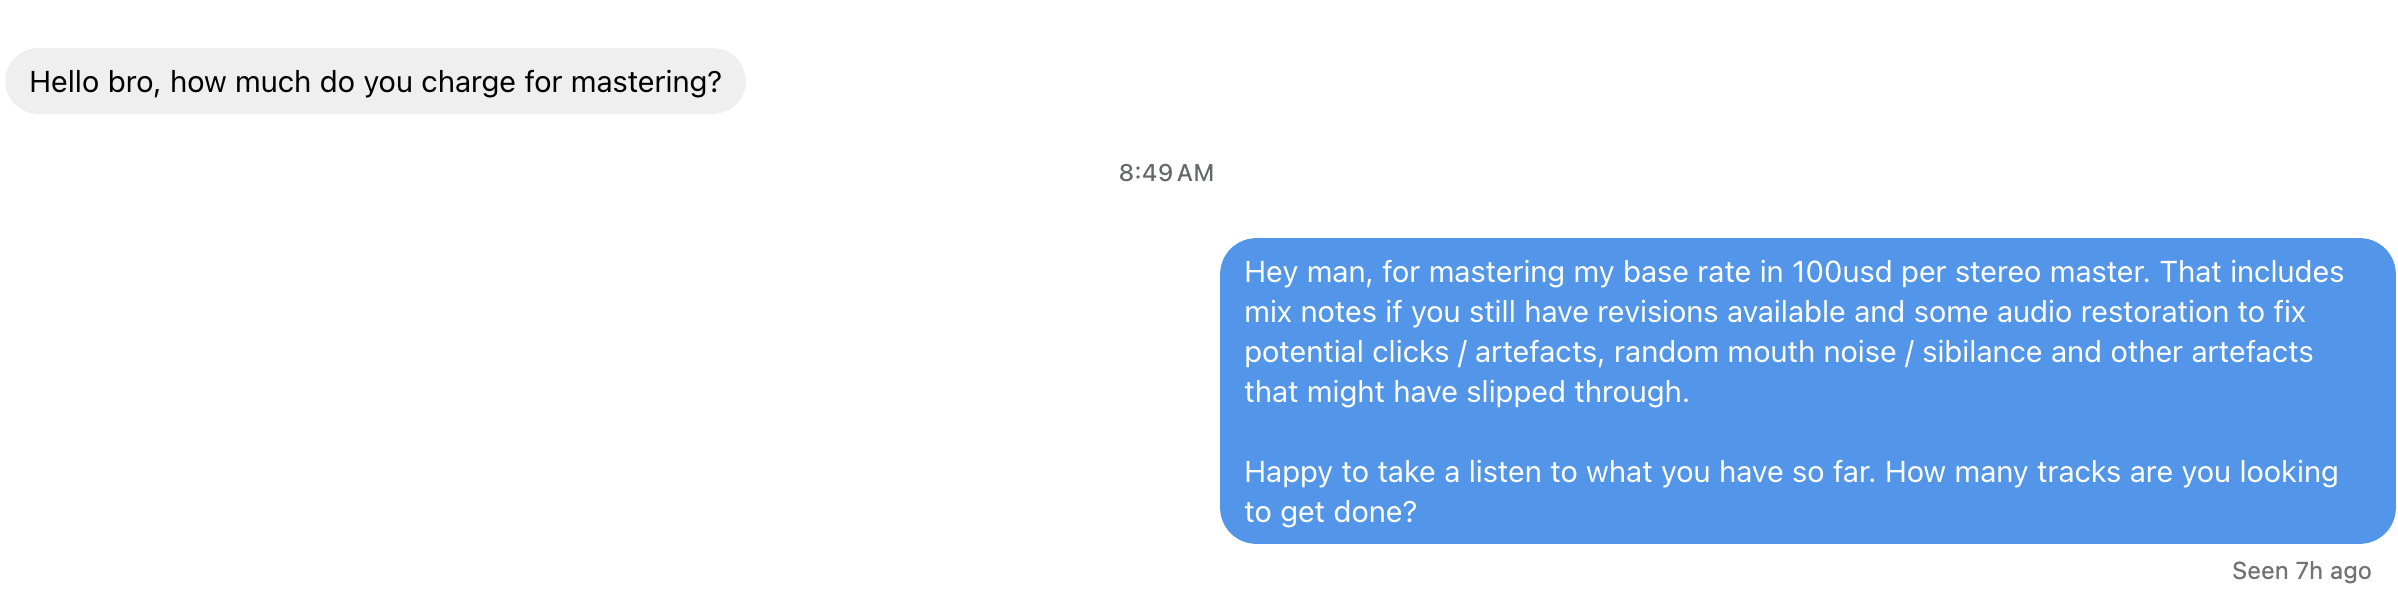 Hello bro, how much do you charge for mastering?
8:49 AM
Hey man, for mastering my base rate in 100usd per stereo master. That includes
mix notes if you still have revisions available and some audio restoration to fix
potential clicks / artefacts, random mouth noise / sibilance and other artefacts
that might have slipped through.
Happy to take a listen to what you have so far. How many tracks are you looking
to get done?
Seen 7h ago